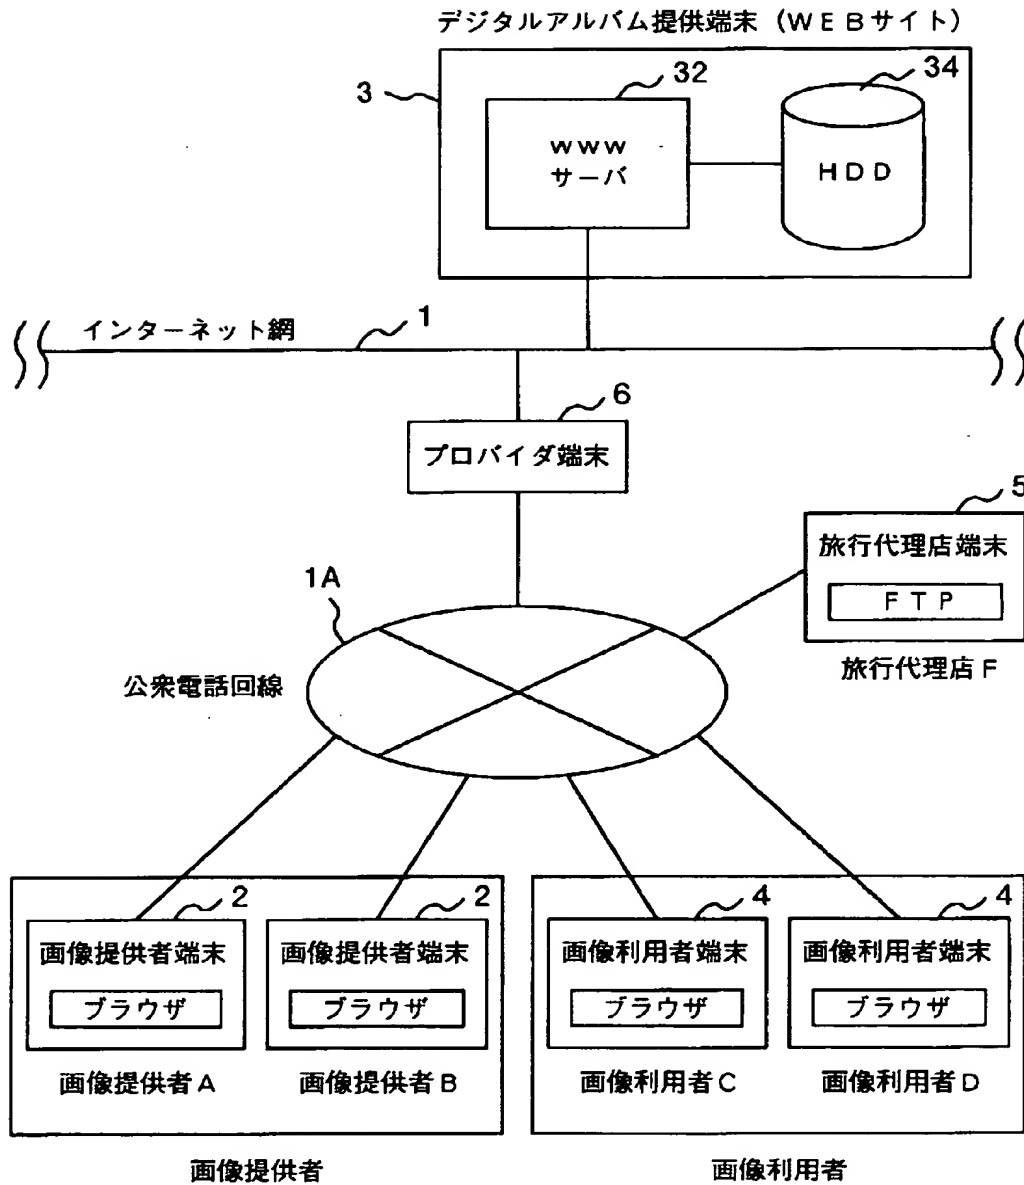 デジタルアルバム提供端末（ＷＥＢサイト）
3
32
34
ＷＷＷ
サーバ
ＨＤＤ
インターネット網
1
6
プロバイダ端末
5
旅行代理店端末
ＦＴＰ
旅行代理店Ｆ
1A
公衆電話回線
2
2
4
4
画像提供者端末
画像提供者端末
画像利用者端末
画像利用者端末
ブラウザ
ブラウザ
ブラウザ
ブラウザ
画像提供者Ａ
画像提供者Ｂ
画像利用者Ｃ
画像利用者Ｄ
画像提供者
画像利用者